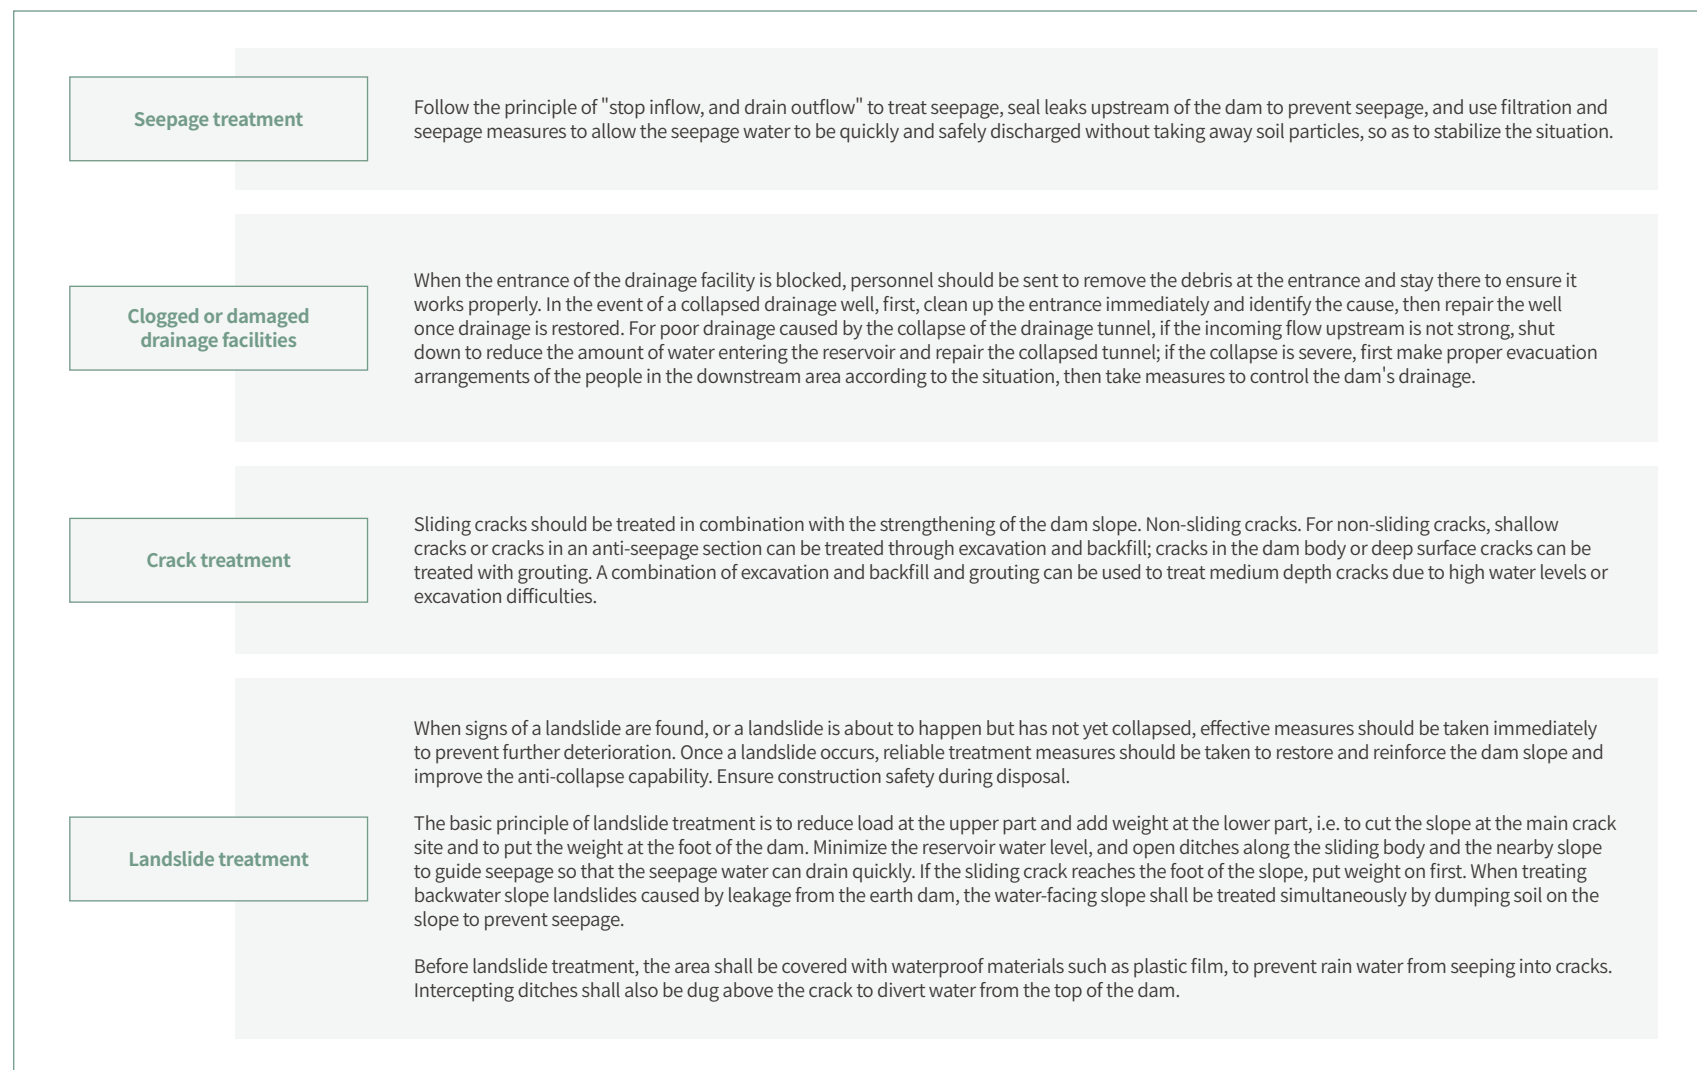 Seepage treatment
Follow the principle of "stop inflow, and drain outflow" to treat seepage, seal leaks upstream of the dam to prevent seepage, and use filtration and
seepage measures to allow the seepage water to be quickly and safely discharged without taking away soil particles, so as to stabilize the situation.
Clogged or damaged
drainage facilities
When the entrance of the drainage facility is blocked, personnel should be sent to remove the debris at the entrance and stay there to ensure it
works properly. In the event of a collapsed drainage well, first, clean up the entrance immediately and identify the cause, then repair the well
once drainage is restored. For poor drainage caused by the collapse of the drainage tunnel, if the incoming flow upstream is not strong, shut
down to reduce the amount of water entering the reservoir and repair the collapsed tunnel; if the collapse is severe, first make proper evacuation
arrangements of the people in the downstream area according to the situation, then take measures to control the dam's drainage.
Crack treatment
Sliding cracks should be treated in combination with the strengthening of the dam slope. Non-sliding cracks. For non-sliding cracks, shallow
cracks or cracks in an anti-seepage section can be treated through excavation and backfill; cracks in the dam body or deep surface cracks can be
treated with grouting. A combination of excavation and backfill and grouting can be used to treat medium depth cracks due to high water levels or
excavation difficulties.
Landslide treatment
When signs of a landslide are found, or a landslide is about to happen but has not yet collapsed, effective measures should be taken immediately
to prevent further deterioration. Once a landslide occurs, reliable treatment measures should be taken to restore and reinforce the dam slope and
improve the anti-collapse capability. Ensure construction safety during disposal.
The basic principle of landslide treatment is to reduce load at the upper part and add weight at the lower part, i.e. to cut the slope at the main crack
site and to put the weight at the foot of the dam. Minimize the reservoir water level, and open ditches along the sliding body and the nearby slope
to guide seepage so that the seepage water can drain quickly. If the sliding crack reaches the foot of the slope, put weight on first. When treating
backwater slope landslides caused by leakage from the earth dam, the water-facing slope shall be treated simultaneously by dumping soil on the
slope to prevent seepage.
Before landslide treatment, the area shall be covered with waterproof materials such as plastic film, to prevent rain water from seeping into cracks.
Intercepting ditches shall also be dug above the crack to divert water from the top of the dam.